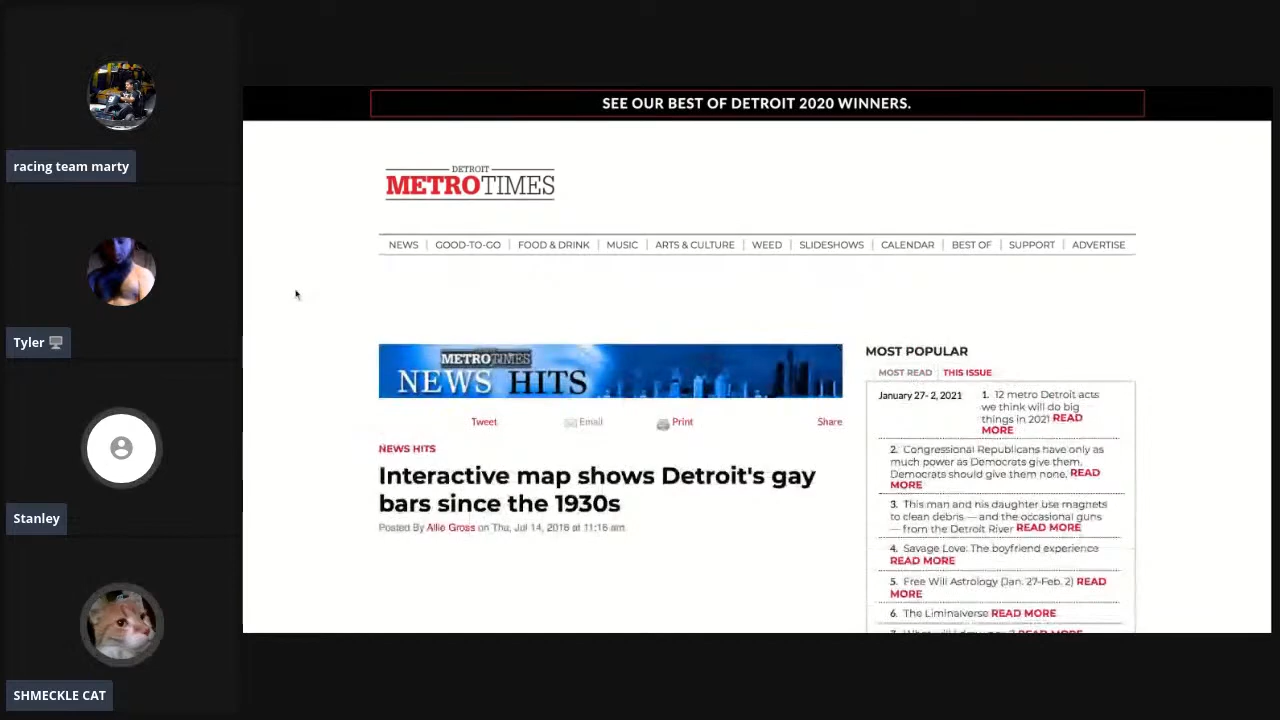 racing team marty
Tyler
Stanley
SHMECKLE CAT
SEE OUR BEST OF DETROIT 2020 WINNERS.
DETROIT
METROTIMES
NEWS
GOOD-TO-GO
FOOD & DRINK
MUSIC
ARTS & CULTURE
WEED
SLIDESHOWS
CALENDAR
BEST OF
SUPPORT
ADVERTISE
METROTIMES
NEWS HITS
Tweet
Email
Print
Share
NEWS HITS
Interactive map shows Detroit's gay
bars since the 1930s
Posted By Allie Gross on Thu, Jul 14, 2016 at 11:16 am
MOST POPULAR
MOST READ
THIS ISSUE
January 27- 2, 2021
1. 12 metro Detroit acts
we think will do big
things in 2021 READ
MORE
2. Congressional Republicans have only as
much power as Democrats give them.
Democrats should give them none. READ
MORE
3. This man and his daughter use magnets
to clean debris — and the occasional guns
— from the Detroit River READ MORE
4. Savage Love: The boyfriend experience
READ MORE
5. Free Will Astrology (Jan. 27-Feb. 2) READ
MORE
6. The Liminalverse READ MORE